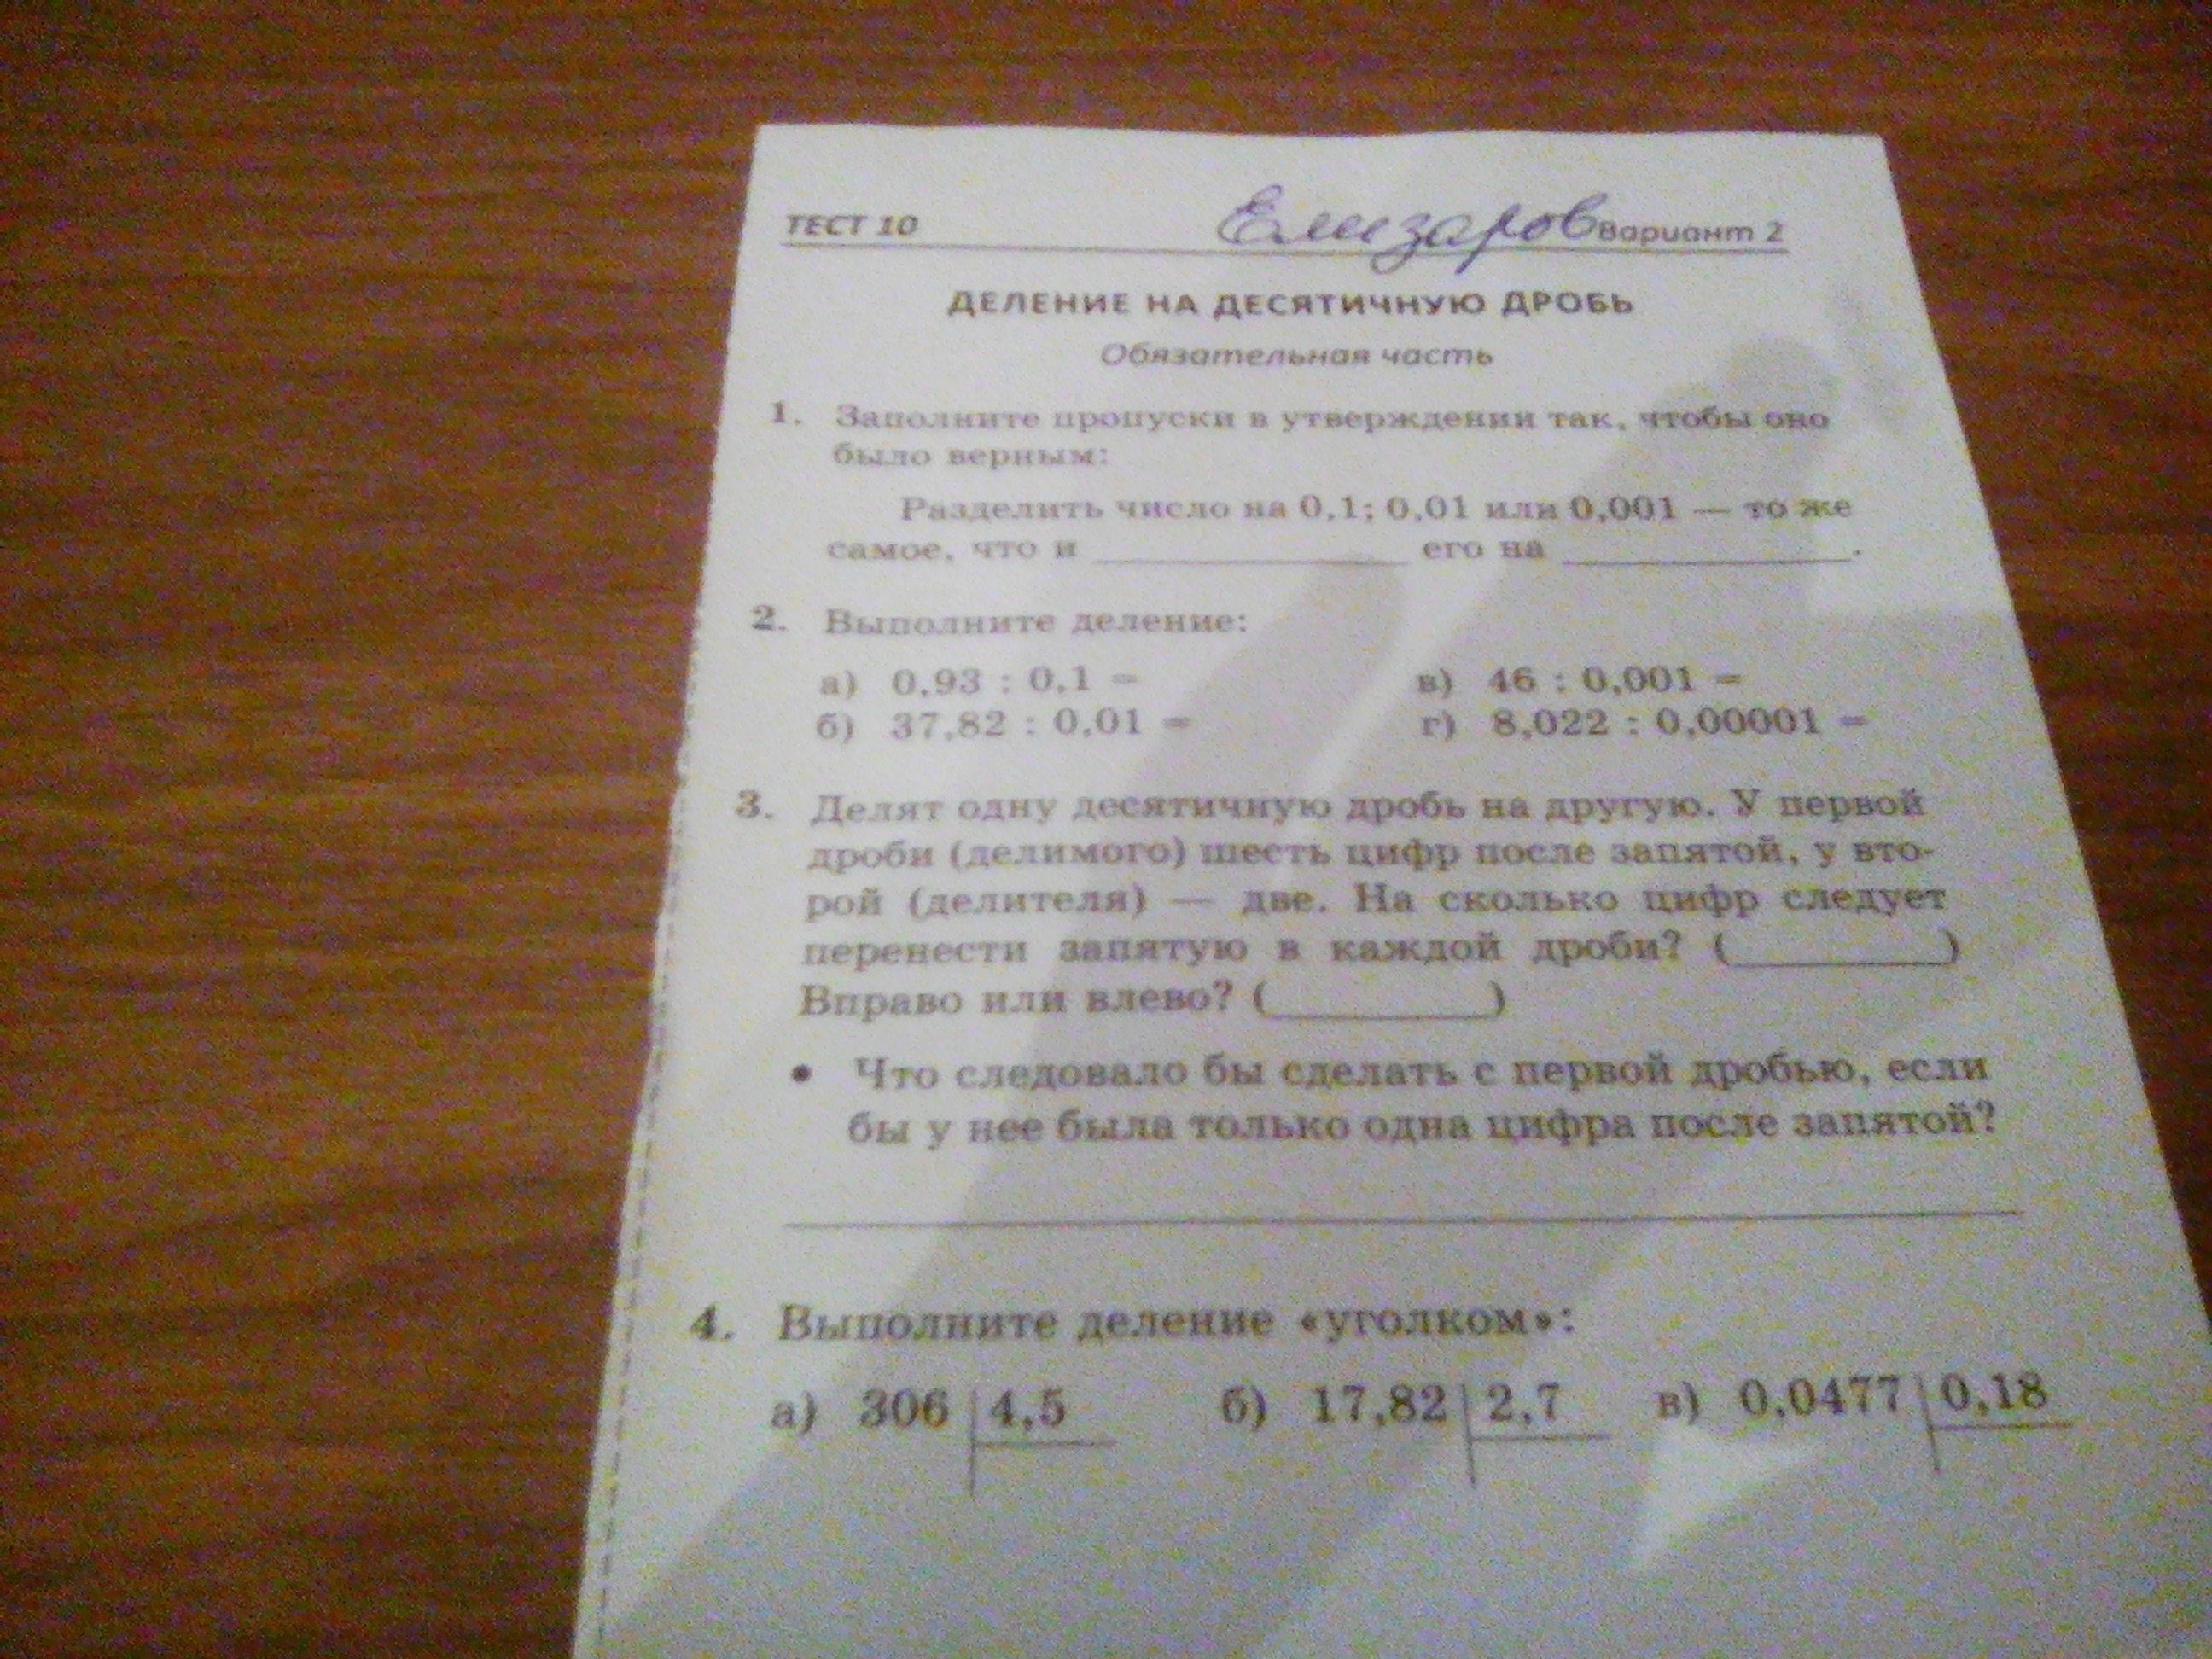 ТЕСТ 10 Елизаров Вариант 2
ДЕЛЕНИЕ НА ДЕСЯТИЧНУЮ ДРОБЬ
Обязательная часть
1. Заполните пропуски в утверждении так, чтобы оно
было верным:
Разделить число на 0,1; 0,01 или 0,001 — то же
самое, что и ____________ его на ____________.
2. Выполните деление:
а) 0,93 : 0,1 = в) 46 : 0,001 =
б) 37,82 : 0,01 = г) 8,022 : 0,00001 =
3. Делят одну десятичную дробь на другую. У первой
дроби (делимого) шесть цифр после запятой, у вто-
рой (делителя) — две. На сколько цифр следует
перенести запятую в каждой дроби? (________)
Вправо или влево? (________)
• Что следовало бы сделать с первой дробью, если
бы у нее была только одна цифра после запятой?
4. Выполните деление «уголком»:
а) 306 4,5 б) 17,82 2,7 в) 0,0477 0,18